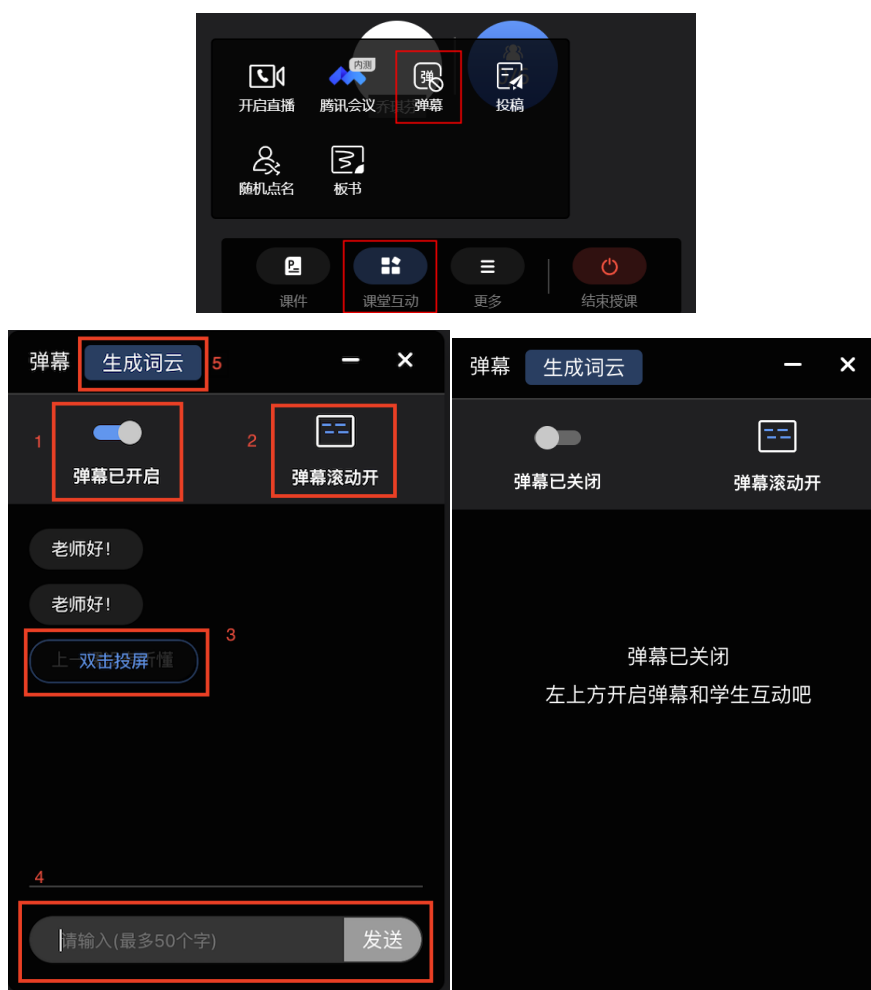 内测
弹
开启直播 腾讯会议 弹幕 投稿
随机点名 板书
课件 课堂互动 更多 结束授课
弹幕 生成词云 5
1 2
弹幕已开启 弹幕滚动开
老师好!
老师好!
3
双击投屏
4
请输入(最多50个字) 发送
弹幕 生成词云
弹幕已关闭 弹幕滚动开
弹幕已关闭
左上方开启弹幕和学生互动吧